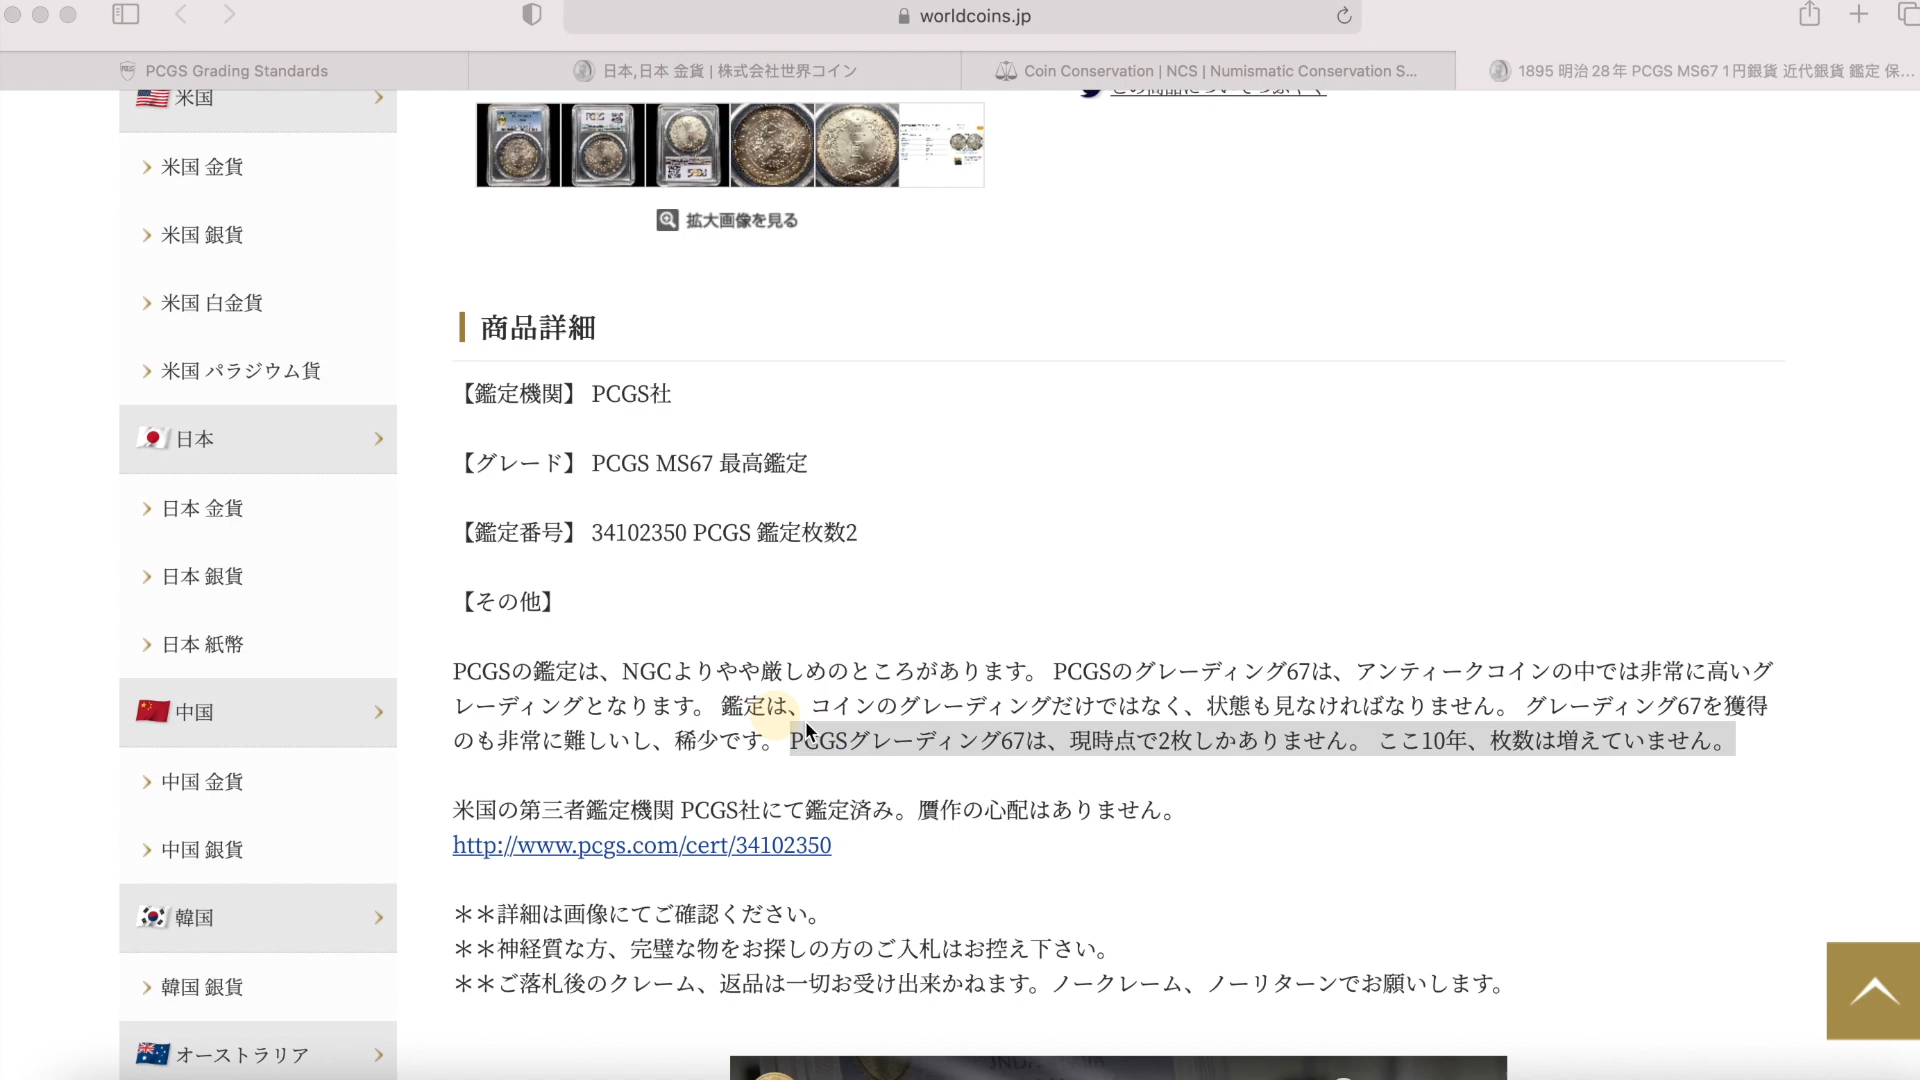 worldcoins.jp
PCGS Grading Standards
日本,日本 金貨 | 株式会社世界コイン
Coin Conservation | NCS | Numismatic Conservation S...
1895 明治28年 PCGS MS67 1円銀貨 近代銀貨 鑑定 保...
米国
米国 金貨
米国 銀貨
米国 白金貨
米国 パラジウム貨
日本
日本 金貨
日本 銀貨
日本 紙幣
中国
中国 金貨
中国 銀貨
韓国
韓国 銀貨
オーストラリア
この商品についてつぶやく
拡大画像を見る
商品詳細
【鑑定機関】 PCGS社
【グレード】 PCGS MS67 最高鑑定
【鑑定番号】 34102350 PCGS 鑑定枚数2
【その他】
PCGSの鑑定は、NGCよりやや厳しめのところがあります。 PCGSのグレーディング67は、アンティークコインの中では非常に高いグ
レーディングとなります。 鑑定は、コインのグレーディングだけではなく、状態も見なければなりません。 グレーディング67を獲得
のも非常に難しいし、稀少です。 PCGSグレーディング67は、現時点で2枚しかありません。 ここ10年、枚数は増えていません。
米国の第三者鑑定機関 PCGS社にて鑑定済み。贋作の心配はありません。
http://www.pcgs.com/cert/34102350
＊＊詳細は画像にてご確認ください。
＊＊神経質な方、完璧な物をお探しの方のご入札はお控え下さい。
＊＊ご落札後のクレーム、返品は一切お受け出来かねます。ノークレーム、ノーリターンでお願いします。